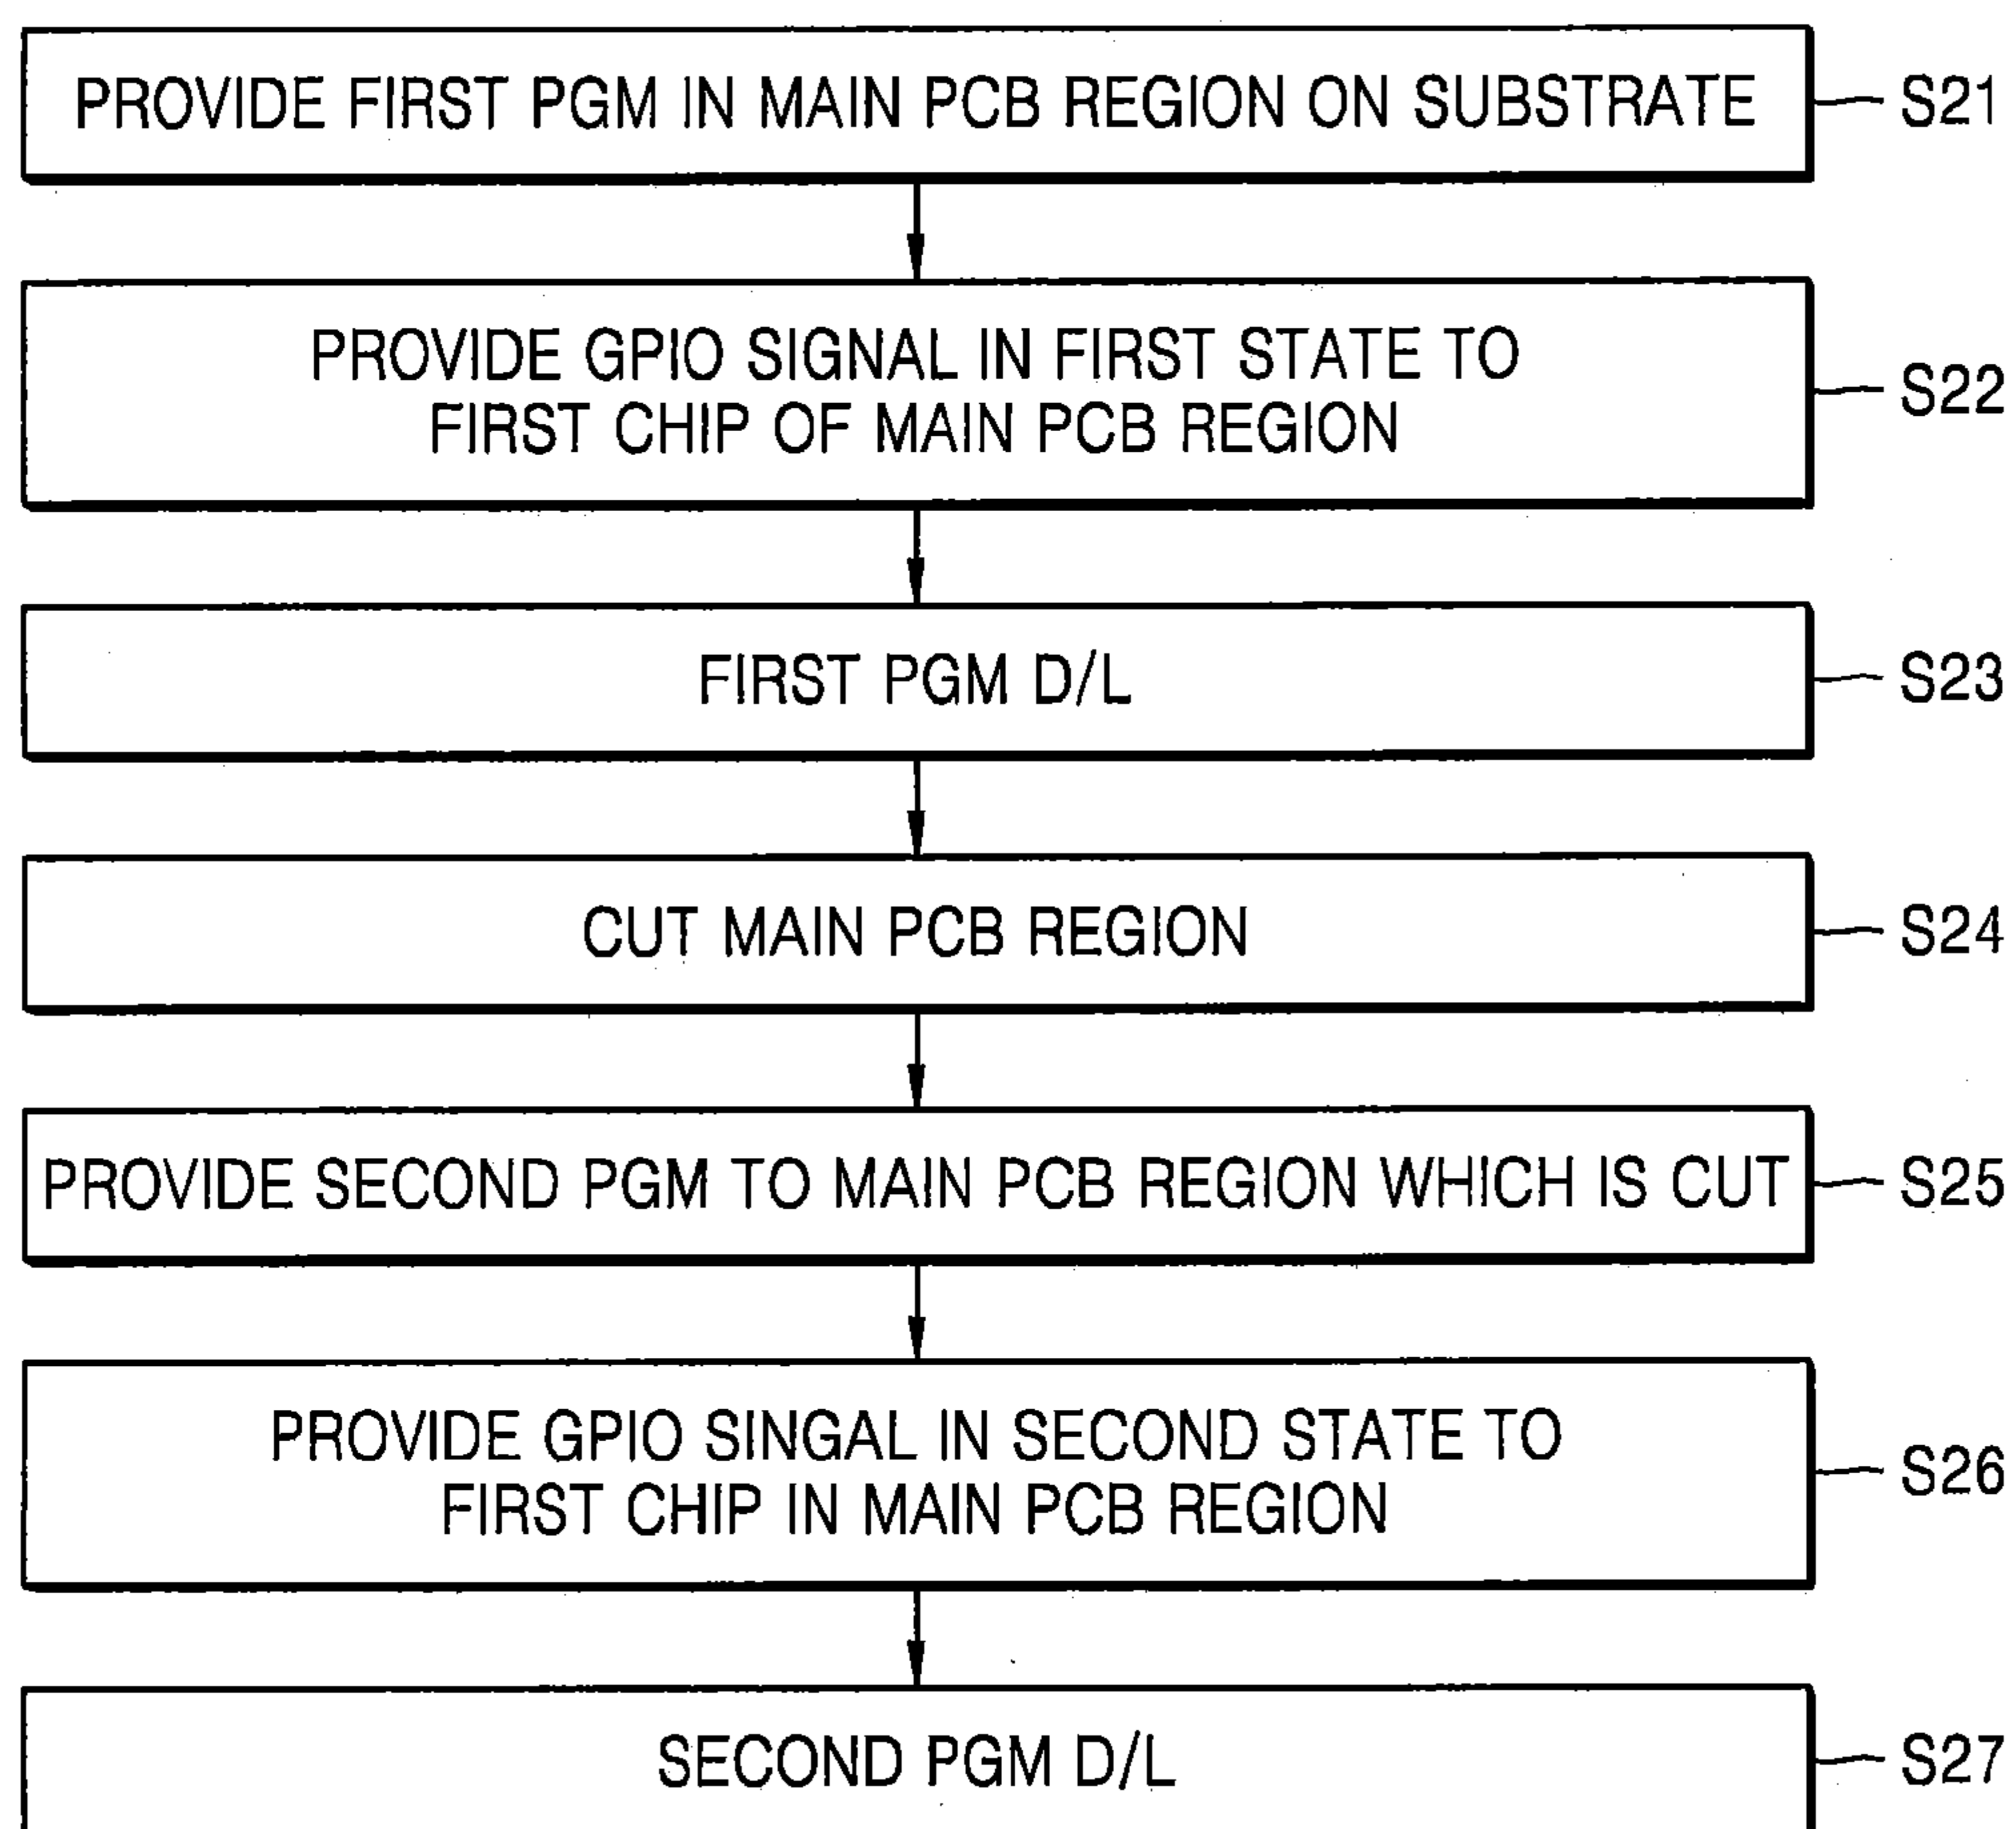 PROVIDE FIRST PGM IN MAIN PCB REGION ON SUBSTRATE
S21
PROVIDE GPIO SIGNAL IN FIRST STATE TO
FIRST CHIP OF MAIN PCB REGION
S22
FIRST PGM D/L
S23
CUT MAIN PCB REGION
S24
PROVIDE SECOND PGM TO MAIN PCB REGION WHICH IS CUT
S25
PROVIDE GPIO SINGAL IN SECOND STATE TO
FIRST CHIP IN MAIN PCB REGION
S26
SECOND PGM D/L
S27